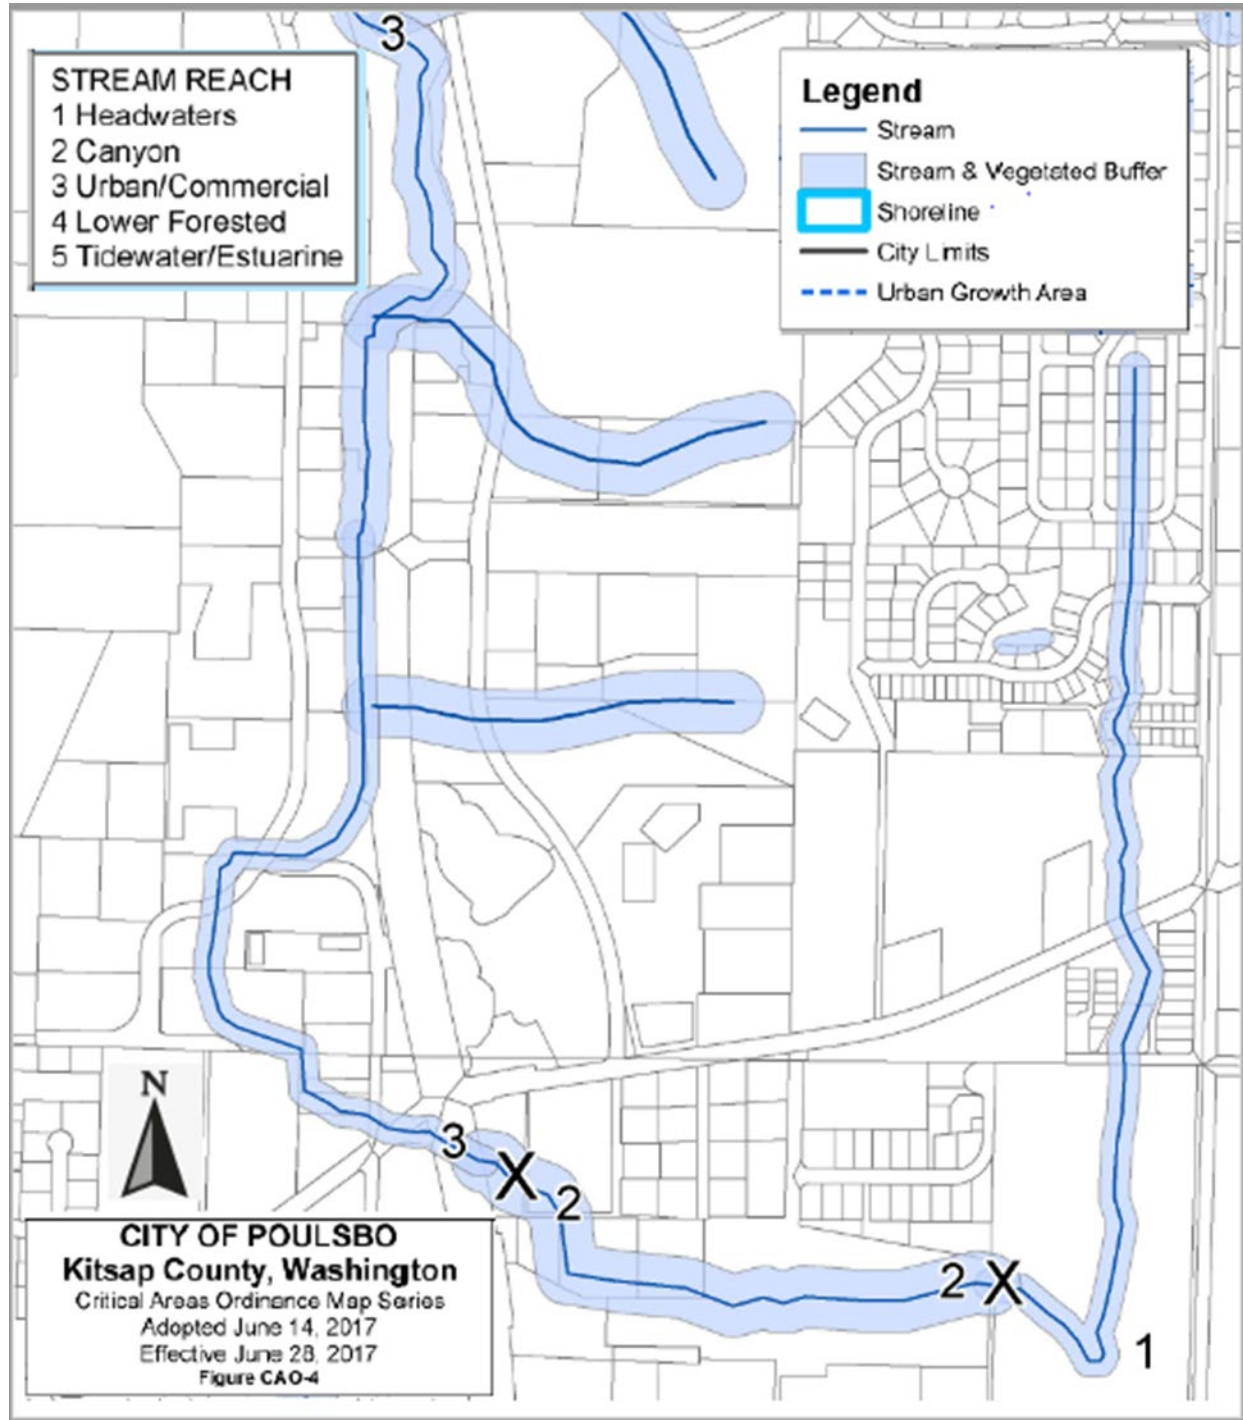 3
STREAM REACH
1 Headwaters
2 Canyon
3 Urban/Commercial
4 Lower Forested
5 Tidewater/Estuarine
Legend
Stream
Stream & Vegetated Buffer
Shoreline
City Limits
Urban Growth Area
N
3
X
2
2 X
1
CITY OF POULSBO
Kitsap County, Washington
Critical Areas Ordinance Map Series
Adopted June 14, 2017
Effective June 28, 2017
Figure CAO-4